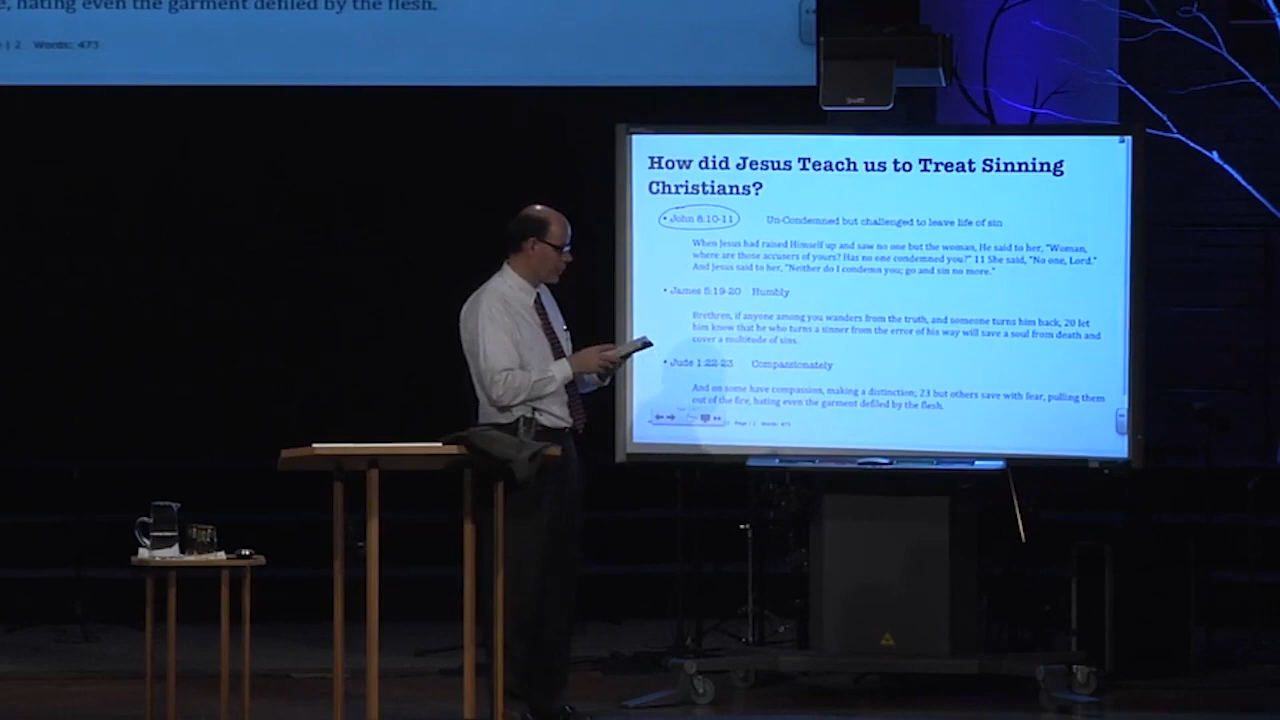 e, hating even the garment defiled by the flesh.
| 2 Words: 473
How did Jesus Teach us to Treat Sinning
Christians?
• John 8:10-11 Un-Condemned but challenged to leave life of sin
When Jesus had raised Himself up and saw no one but the woman, He said to her, "Woman,
where are those accusers of yours? Has no one condemned you?" 11 She said, "No one, Lord."
And Jesus said to her, "Neither do I condemn you; go and sin no more."
• James 5:19-20 Humbly
Brethren, if anyone among you wanders from the truth, and someone turns him back, 20 let
him know that he who turns a sinner from the error of his way will save a soul from death and
cover a multitude of sins.
• Jude 1:22-23 Compassionately
And on some have compassion, making a distinction; 23 but others save with fear, pulling them
out of the fire, hating even the garment defiled by the flesh.
Page | 2 Words: 473